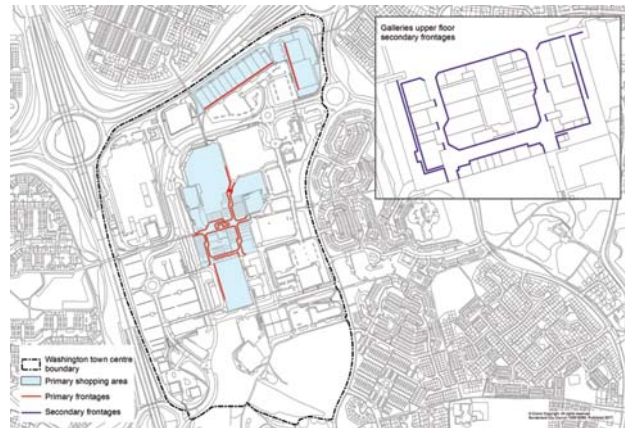 Galleries upper floor
secondary frontages
Washington town centre
boundary
Primary shopping area
Primary frontages
Secondary frontages